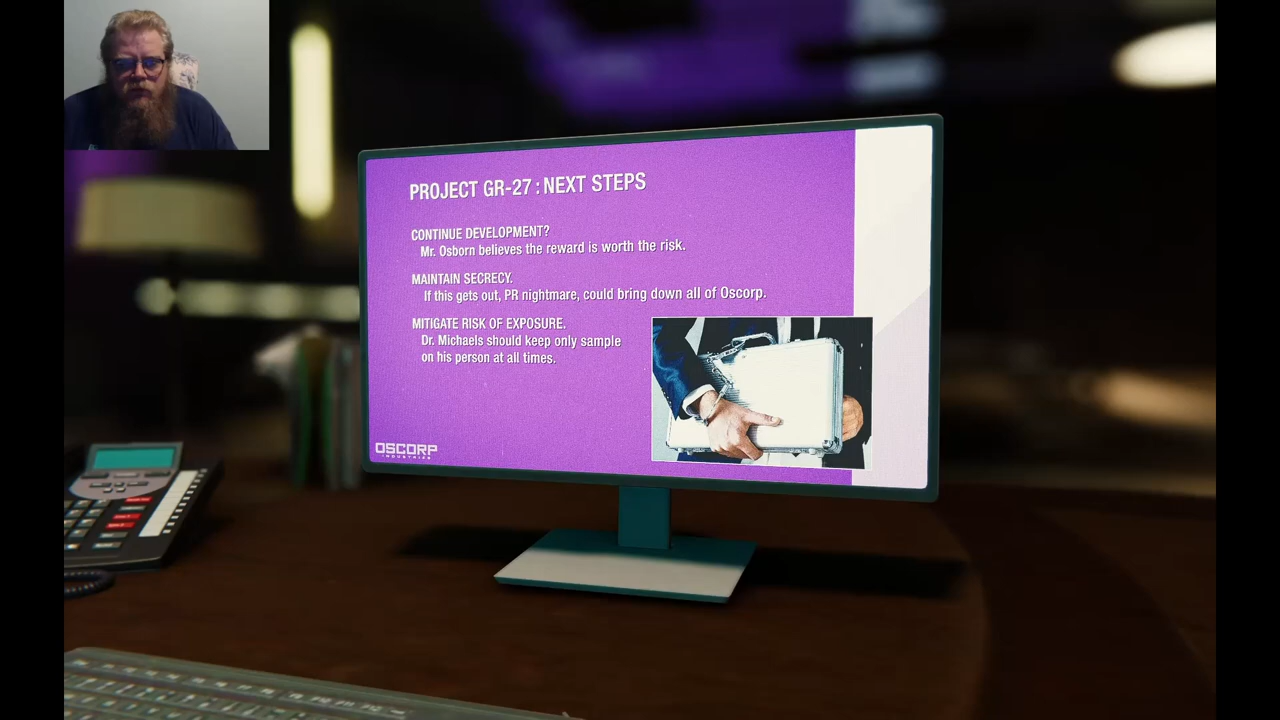 PROJECT GR-27 : NEXT STEPS
CONTINUE DEVELOPMENT?
Mr. Osborn believes the reward is worth the risk.
MAINTAIN SECRECY.
If this gets out, PR nightmare, could bring down all of Oscorp.
MITIGATE RISK OF EXPOSURE.
Dr. Michaels should keep only sample
on his person at all times.
OSCORP
INDUSTRIES